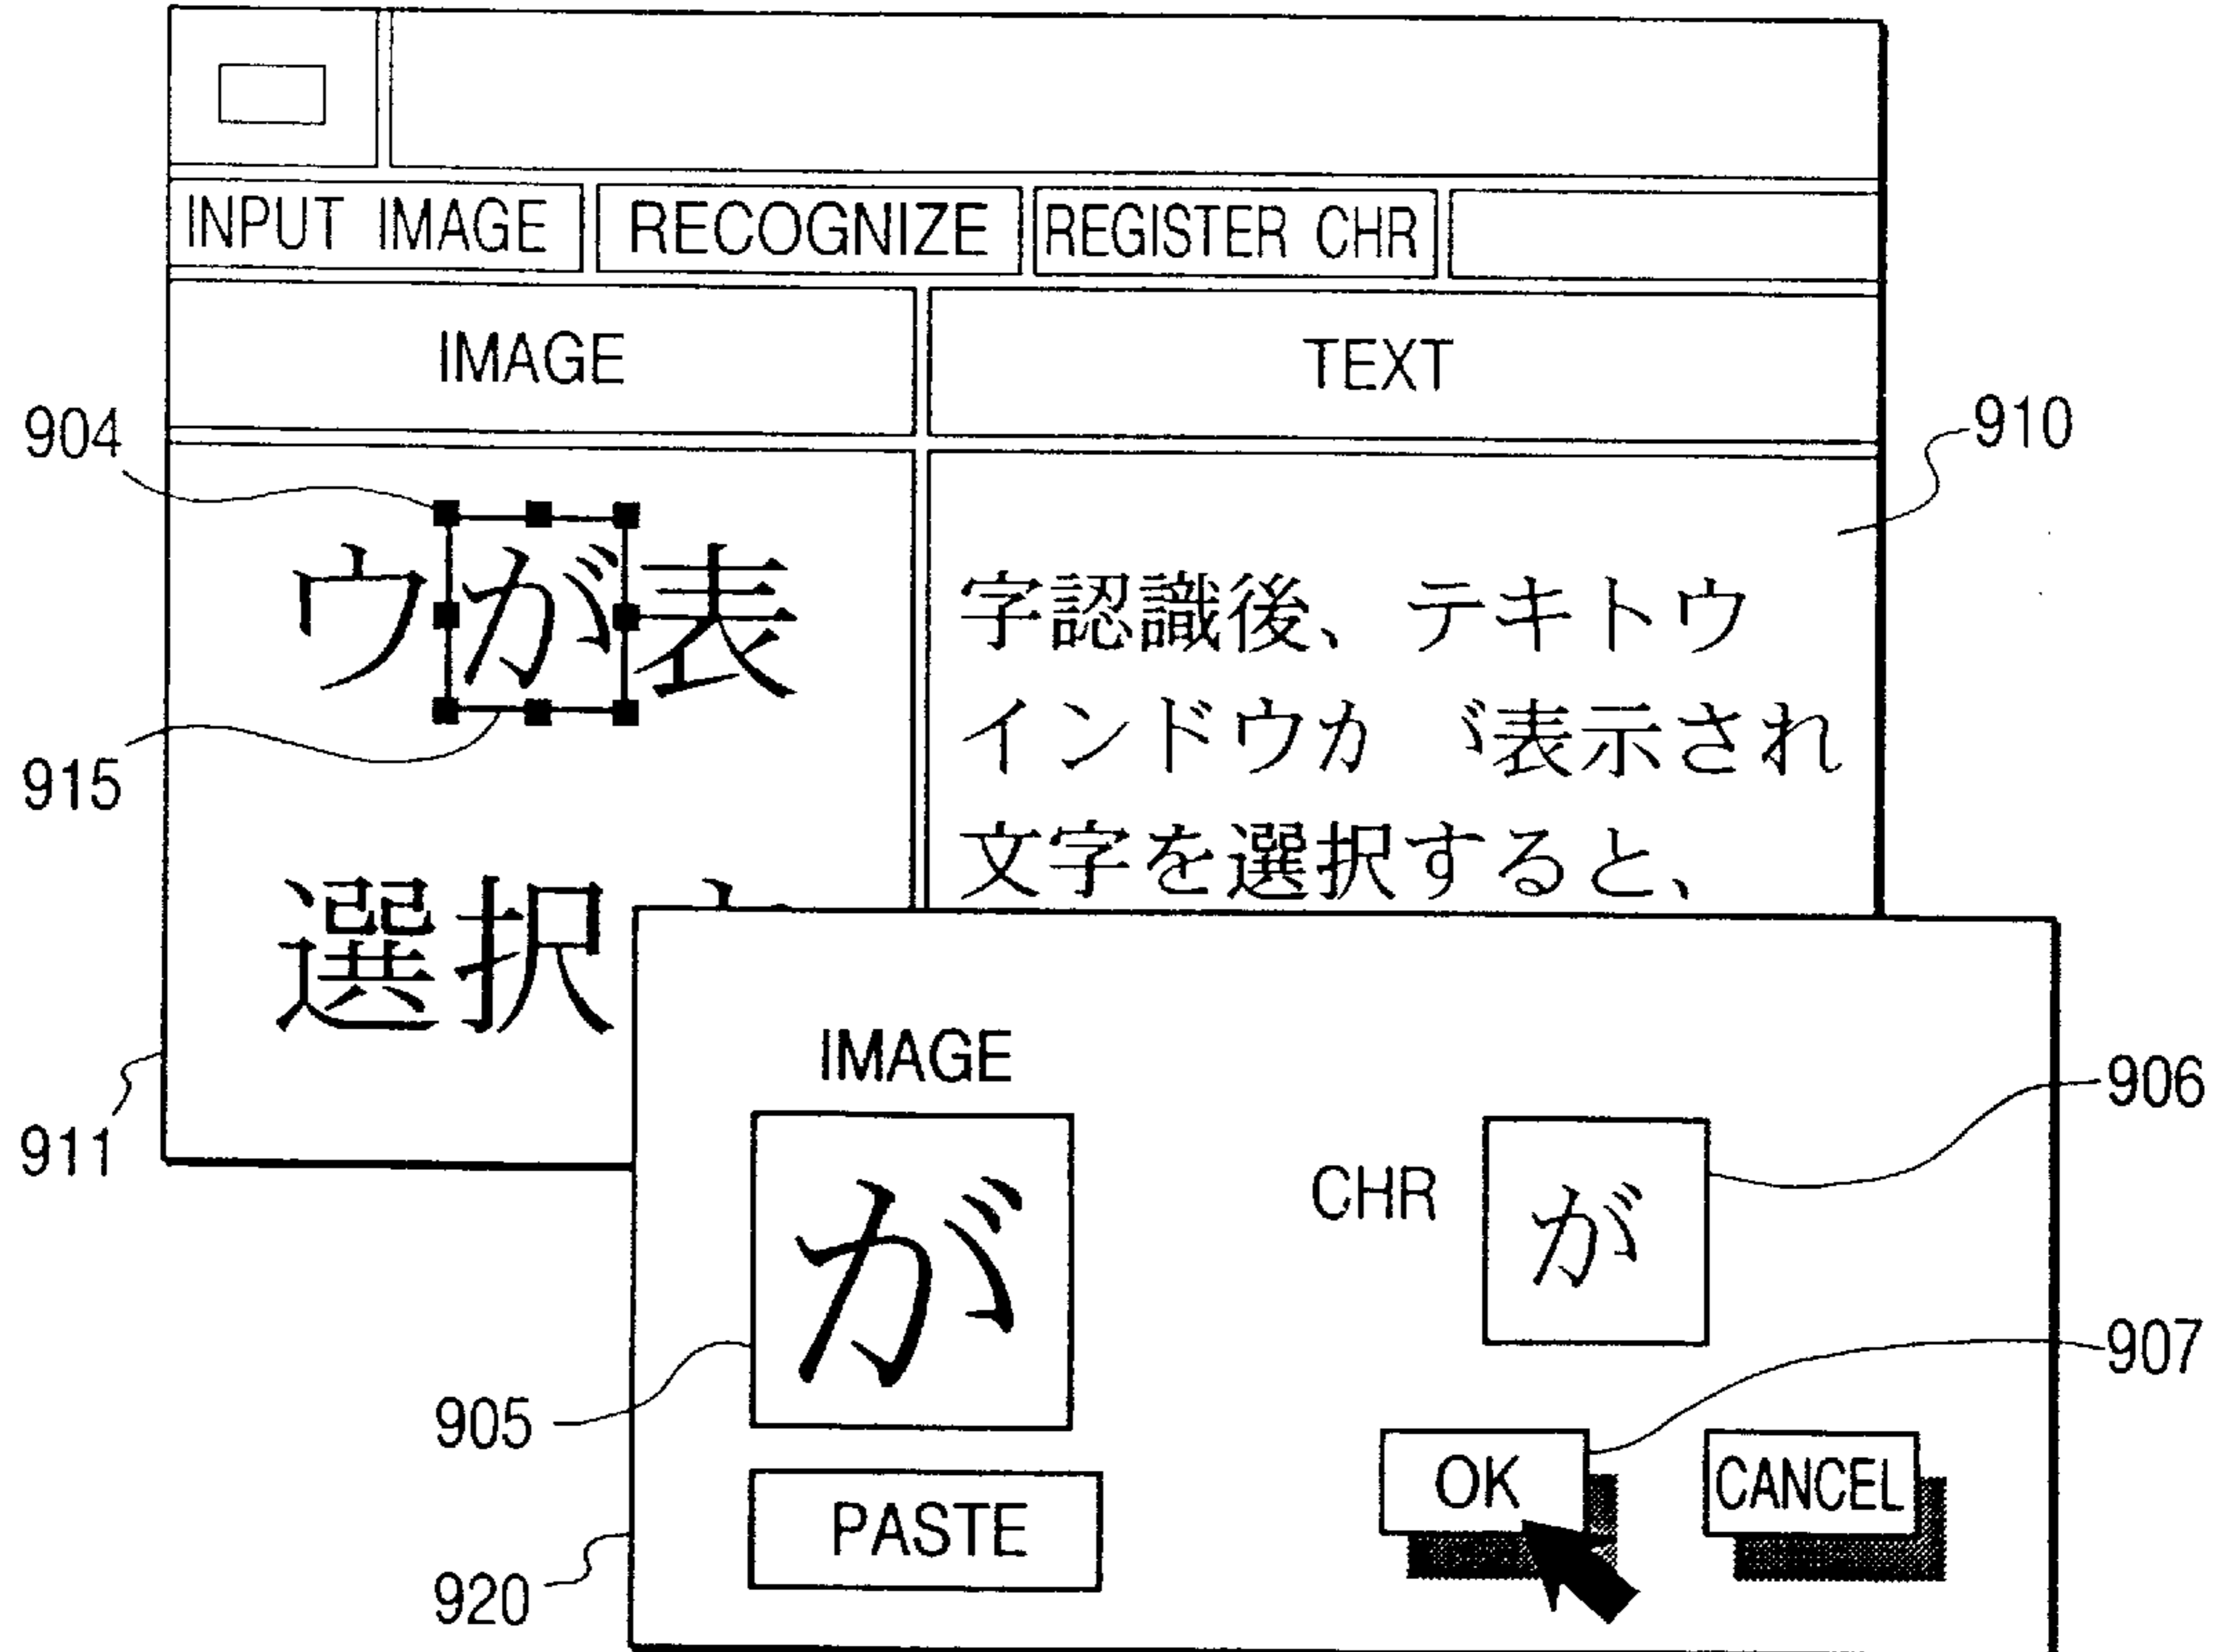 INPUT IMAGE RECOGNIZE REGISTER CHR
IMAGE TEXT
904
910
ウが表
字認識後、テキトウ
インドウか ゛表示され
915
文字を選択すると、
選択
911
IMAGE
906
CHR
が
が
907
905
OK CANCEL
PASTE
920